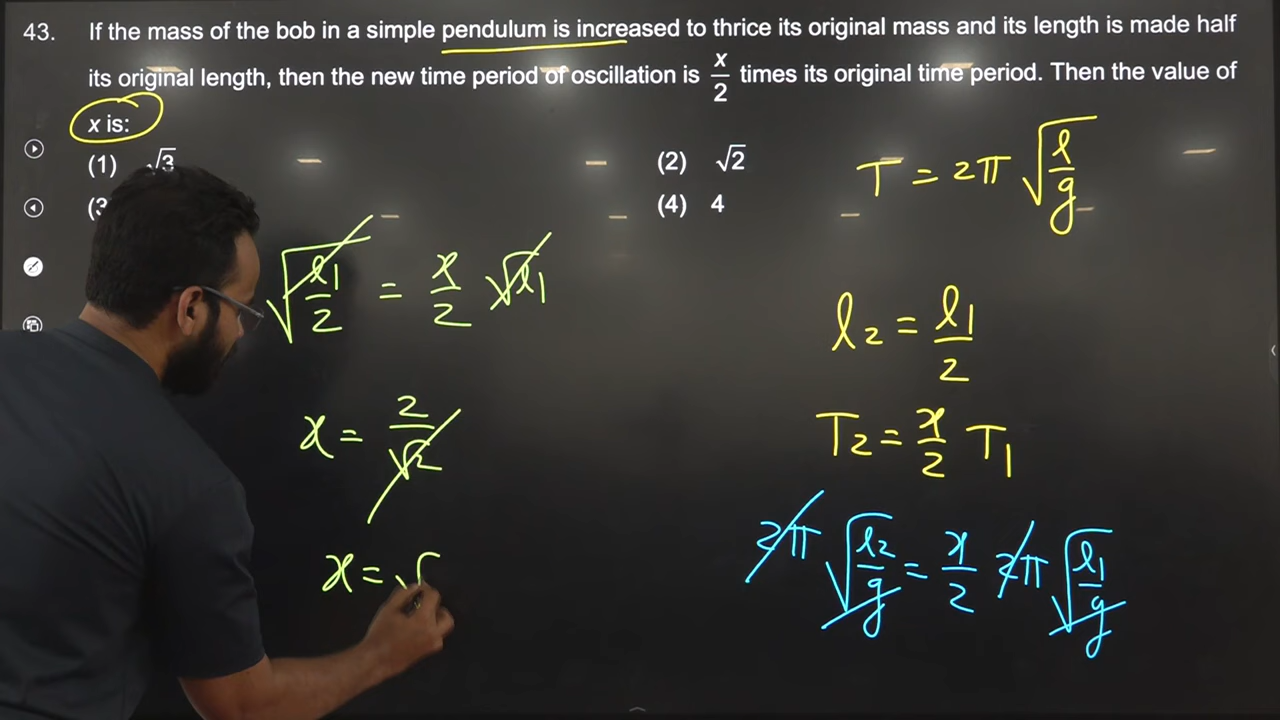 43. If the mass of the bob in a simple pendulum is increased to thrice its original mass and its length is made half
its original length, then the new time period of oscillation is x/2 times its original time period. Then the value of
x is:
(1) √3 (2) √2
(3 (4) 4
T = 2π √(l/g)
√(l1/2) = x/2 √l1
l2 = l1/2
x = 2/√2
T2 = x/2 T1
2π √(l2/g) = x/2 2π √(l1/g)
x = √